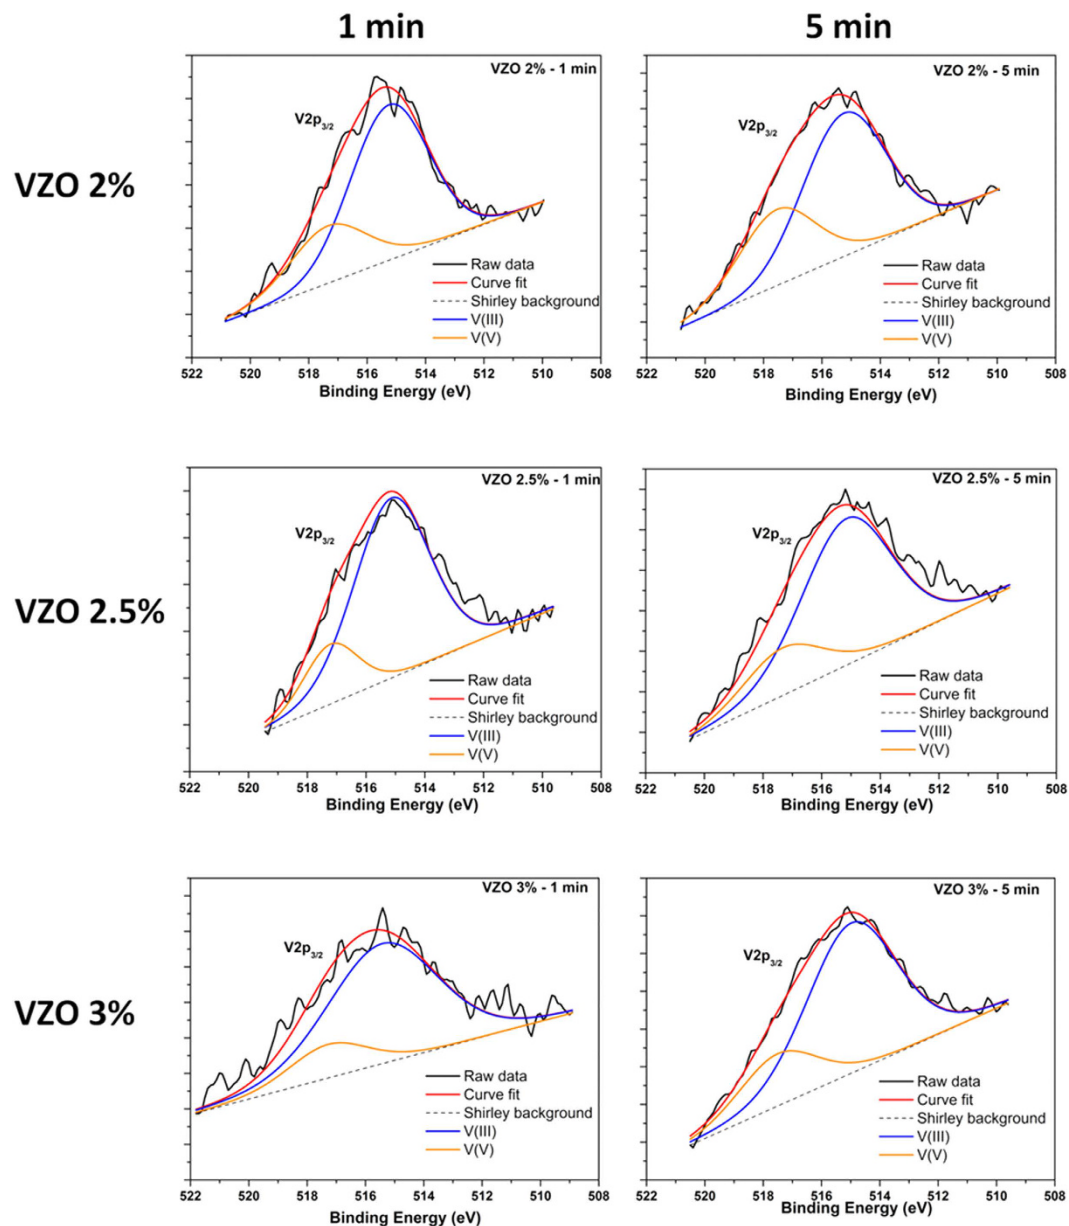 1 min
5 min
VZO 2%
VZO 2% - 1 min
V2p3/2
Raw data
Curve fit
Shirley background
V(III)
V(V)
522 520 518 516 514 512 510 508
Binding Energy (eV)
VZO 2% - 5 min
V2p3/2
Raw data
Curve fit
Shirley background
V(III)
V(V)
522 520 518 516 514 512 510 508
Binding Energy (eV)
VZO 2.5%
VZO 2.5% - 1 min
V2p3/2
Raw data
Curve fit
Shirley background
V(III)
V(V)
522 520 518 516 514 512 510 508
Binding Energy (eV)
VZO 2.5% - 5 min
V2p3/2
Raw data
Curve fit
Shirley background
V(III)
V(V)
522 520 518 516 514 512 510 508
Binding Energy (eV)
VZO 3%
VZO 3% - 1 min
V2p3/2
Raw data
Curve fit
Shirley background
V(III)
V(V)
522 520 518 516 514 512 510 508
Binding Energy (eV)
VZO 3% - 5 min
V2p3/2
Raw data
Curve fit
Shirley background
V(III)
V(V)
522 520 518 516 514 512 510 508
Binding Energy (eV)